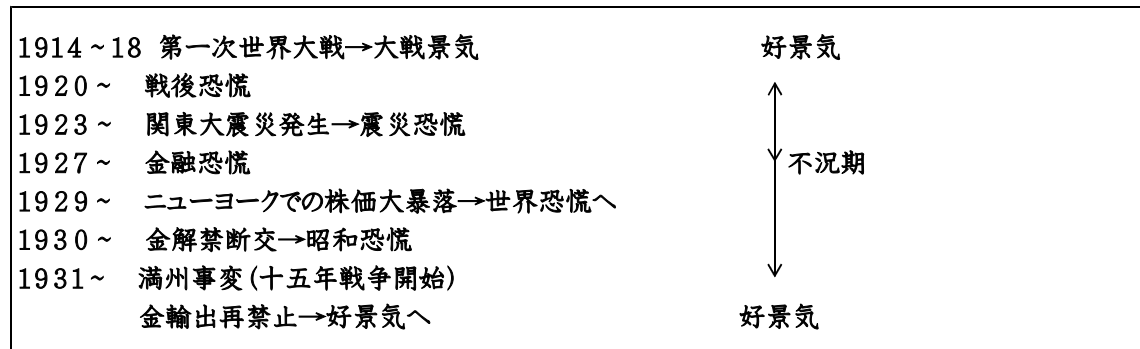 1914~18 第一次世界大戦→大戦景気 好景気
1920~ 戦後恐慌
1923~ 関東大震災発生→震災恐慌
1927~ 金融恐慌 不況期
1929~ ニューヨークでの株価大暴落→世界恐慌へ
1930~ 金解禁断交→昭和恐慌
1931~ 満州事変(十五年戦争開始)
金輸出再禁止→好景気へ 好景気